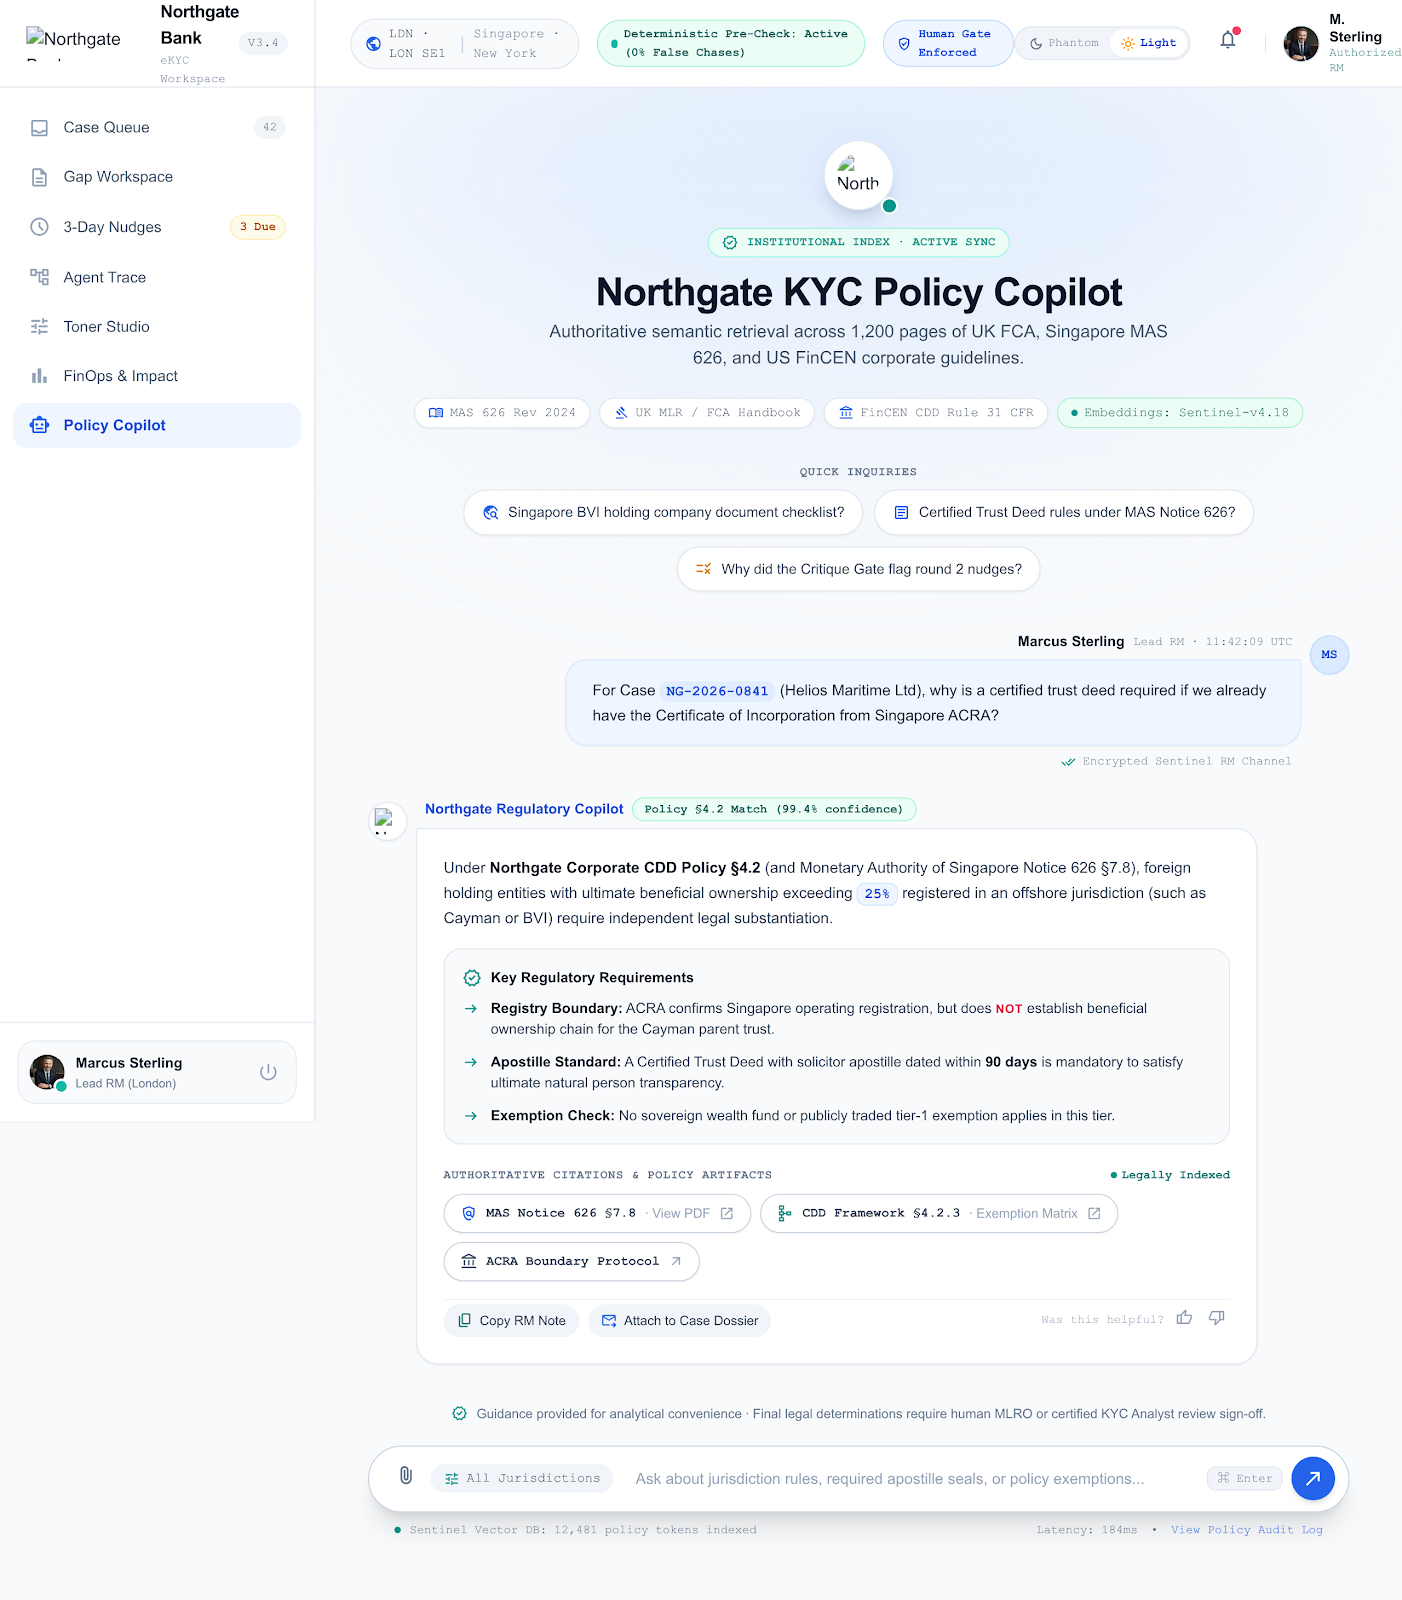 Northgate
Northgate
Bank
eKYC
Workspace
V3.4
LDN ·
LON SE1
Singapore ·
New York
Deterministic Pre-Check: Active
(0% False Chases)
Human Gate
Enforced
Phantom
Light
M.
Sterling
Authorized
RM
Case Queue
42
Gap Workspace
3-Day Nudges
3 Due
Agent Trace
Toner Studio
FinOps & Impact
Policy Copilot
Marcus Sterling
Lead RM (London)
North
INSTITUTIONAL INDEX · ACTIVE SYNC
Northgate KYC Policy Copilot
Authoritative semantic retrieval across 1,200 pages of UK FCA, Singapore MAS
626, and US FinCEN corporate guidelines.
MAS 626 Rev 2024
UK MLR / FCA Handbook
FinCEN CDD Rule 31 CFR
Embeddings: Sentinel-v4.18
QUICK INQUIRIES
Singapore BVI holding company document checklist?
Certified Trust Deed rules under MAS Notice 626?
Why did the Critique Gate flag round 2 nudges?
Marcus Sterling Lead RM · 11:42:09 UTC
MS
For Case NG-2026-0841 (Helios Maritime Ltd), why is a certified trust deed required if we already
have the Certificate of Incorporation from Singapore ACRA?
Encrypted Sentinel RM Channel
Northgate Regulatory Copilot
Policy §4.2 Match (99.4% confidence)
Under Northgate Corporate CDD Policy §4.2 (and Monetary Authority of Singapore Notice 626 §7.8), foreign
holding entities with ultimate beneficial ownership exceeding 25% registered in an offshore jurisdiction (such as
Cayman or BVI) require independent legal substantiation.
Key Regulatory Requirements
Registry Boundary: ACRA confirms Singapore operating registration, but does NOT establish beneficial
ownership chain for the Cayman parent trust.
Apostille Standard: A Certified Trust Deed with solicitor apostille dated within 90 days is mandatory to satisfy
ultimate natural person transparency.
Exemption Check: No sovereign wealth fund or publicly traded tier-1 exemption applies in this tier.
AUTHORITATIVE CITATIONS & POLICY ARTIFACTS
Legally Indexed
MAS Notice 626 §7.8 · View PDF
CDD Framework §4.2.3 · Exemption Matrix
ACRA Boundary Protocol
Copy RM Note
Attach to Case Dossier
Was this helpful?
Guidance provided for analytical convenience · Final legal determinations require human MLRO or certified KYC Analyst review sign-off.
All Jurisdictions
Ask about jurisdiction rules, required apostille seals, or policy exemptions...
⌘ Enter
Sentinel Vector DB: 12,481 policy tokens indexed
Latency: 184ms • View Policy Audit Log